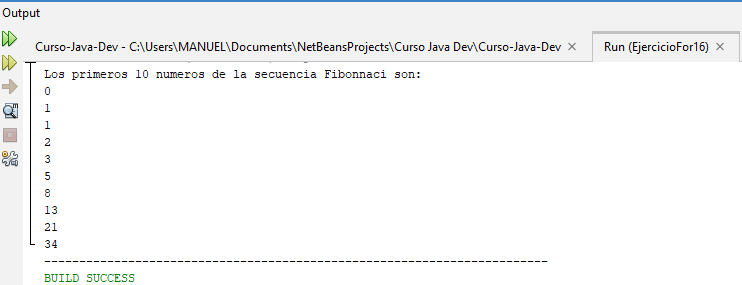 Output
Curso-Java-Dev - C:\Users\MANUEL\Documents\NetBeansProjects\Curso Java Dev\Curso-Java-Dev × Run (EjercicioFor16) ×
Los primeros 10 numeros de la secuencia Fibonnaci son:
0
1
1
2
3
5
8
13
21
34
------------------------------------------------------------------------
BUILD SUCCESS